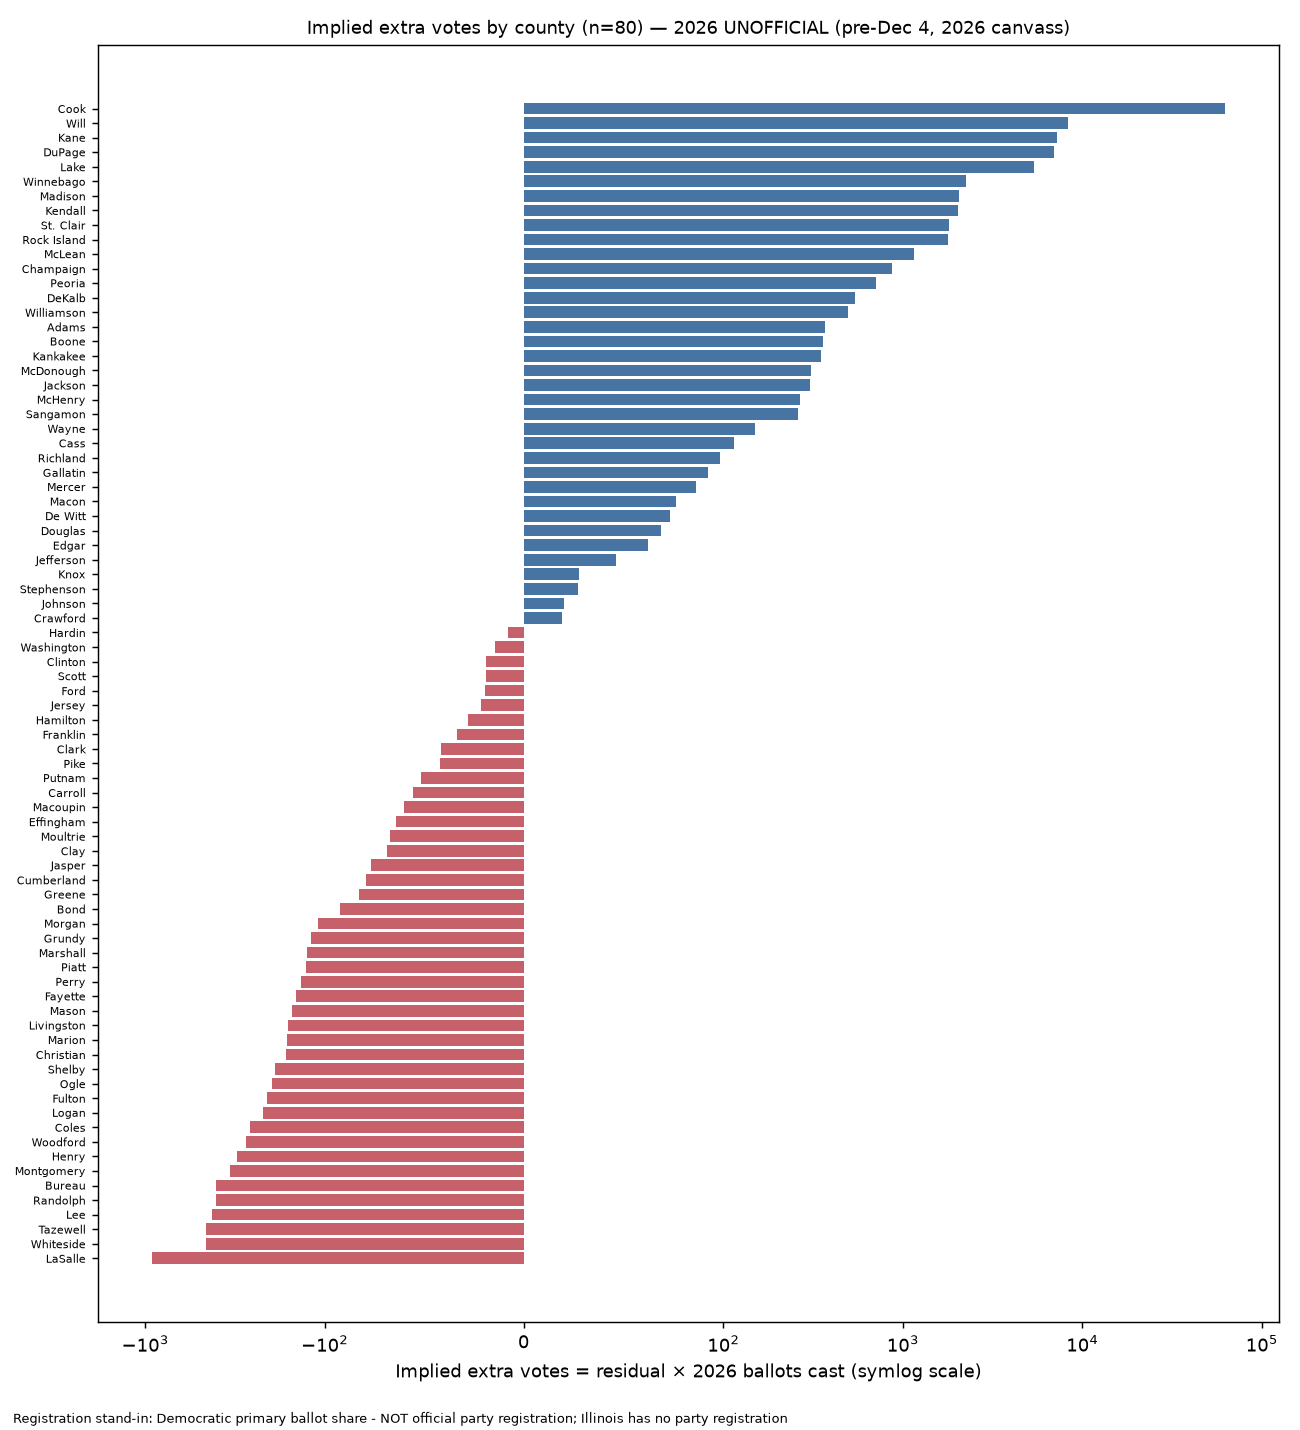 Implied extra votes by county (n=80) — 2026 UNOFFICIAL (pre-Dec 4, 2026 canvass)
Cook
Will
Kane
DuPage
Lake
Winnebago
Madison
Kendall
St. Clair
Rock Island
McLean
Champaign
Peoria
DeKalb
Williamson
Adams
Boone
Kankakee
McDonough
Jackson
McHenry
Sangamon
Wayne
Cass
Richland
Gallatin
Mercer
Macon
De Witt
Douglas
Edgar
Jefferson
Knox
Stephenson
Johnson
Crawford
Hardin
Washington
Clinton
Scott
Ford
Jersey
Hamilton
Franklin
Clark
Pike
Putnam
Carroll
Macoupin
Effingham
Moultrie
Clay
Jasper
Cumberland
Greene
Bond
Morgan
Grundy
Marshall
Piatt
Perry
Fayette
Mason
Livingston
Marion
Christian
Shelby
Ogle
Fulton
Logan
Coles
Woodford
Henry
Montgomery
Bureau
Randolph
Lee
Tazewell
Whiteside
LaSalle
−10³ −10² 0 10² 10³ 10⁴ 10⁵
Implied extra votes = residual × 2026 ballots cast (symlog scale)
Registration stand-in: Democratic primary ballot share - NOT official party registration; Illinois has no party registration